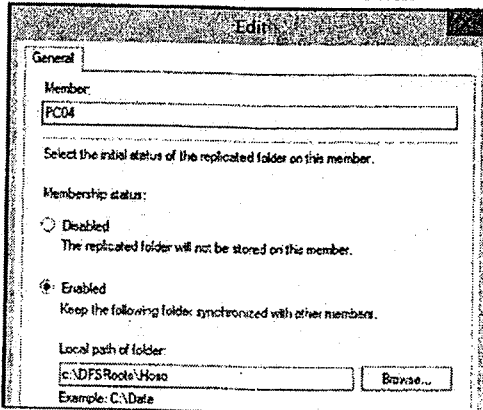 Edit
General
Member:
PC04
Select the initial status of the replicated folder on this member.
Membership status:
Disabled
The replicated folder will not be stored on this member.
Enabled
Keep the following folder synchronized with other members.
Local path of folder:
c:\DFSRoots\Hoso
Browse...
Example: C:\Data